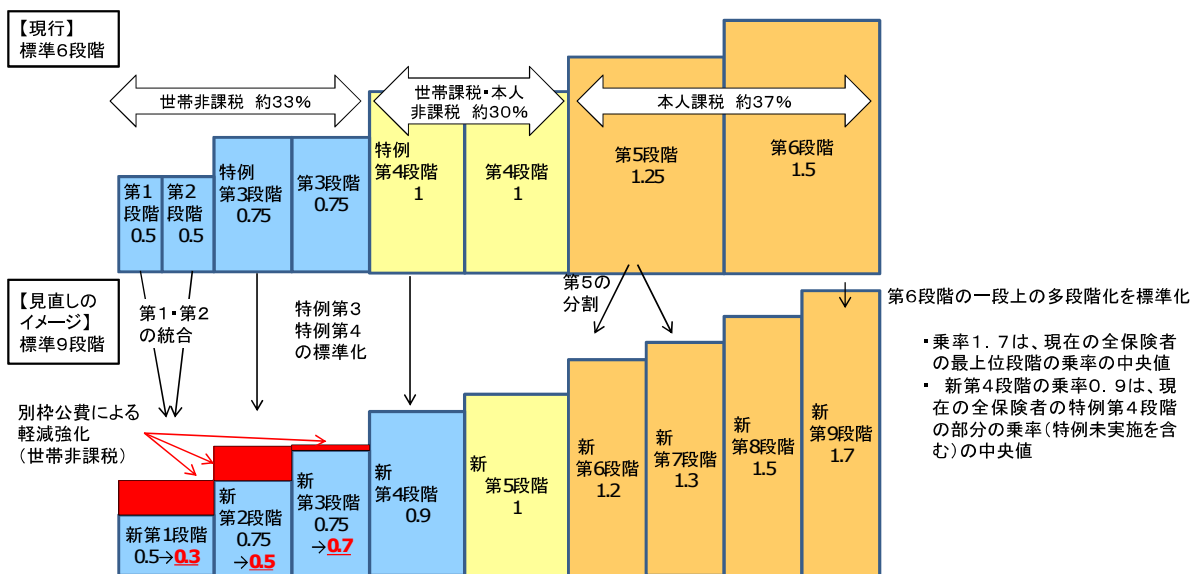 【現行】
標準6段階
世帯非課税 約33%
世帯課税・本人
非課税 約30%
本人課税 約37%
第1
段階
0.5
第2
段階
0.5
特例
第3段階
0.75
第3段階
0.75
特例
第4段階
1
第4段階
1
第5段階
1.25
第6段階
1.5
【見直しの
イメージ】
標準9段階
第1・第2
の統合
特例第3
特例第4
の標準化
第5の
分割
第6段階の一段上の多段階化を標準化
・乗率1.7は、現在の全保険者
の最上位段階の乗率の中央値
・ 新第4段階の乗率0.9は、現
在の全保険者の特例第4段階
の部分の乗率(特例未実施を含
む)の中央値
別枠公費による
軽減強化
(世帯非課税)
新第1段階
0.5→0.3
新
第2段階
0.75
→0.5
新
第3段階
0.75
→0.7
新
第4段階
0.9
新
第5段階
1
新
第6段階
1.2
新
第7段階
1.3
新
第8段階
1.5
新
第9段階
1.7